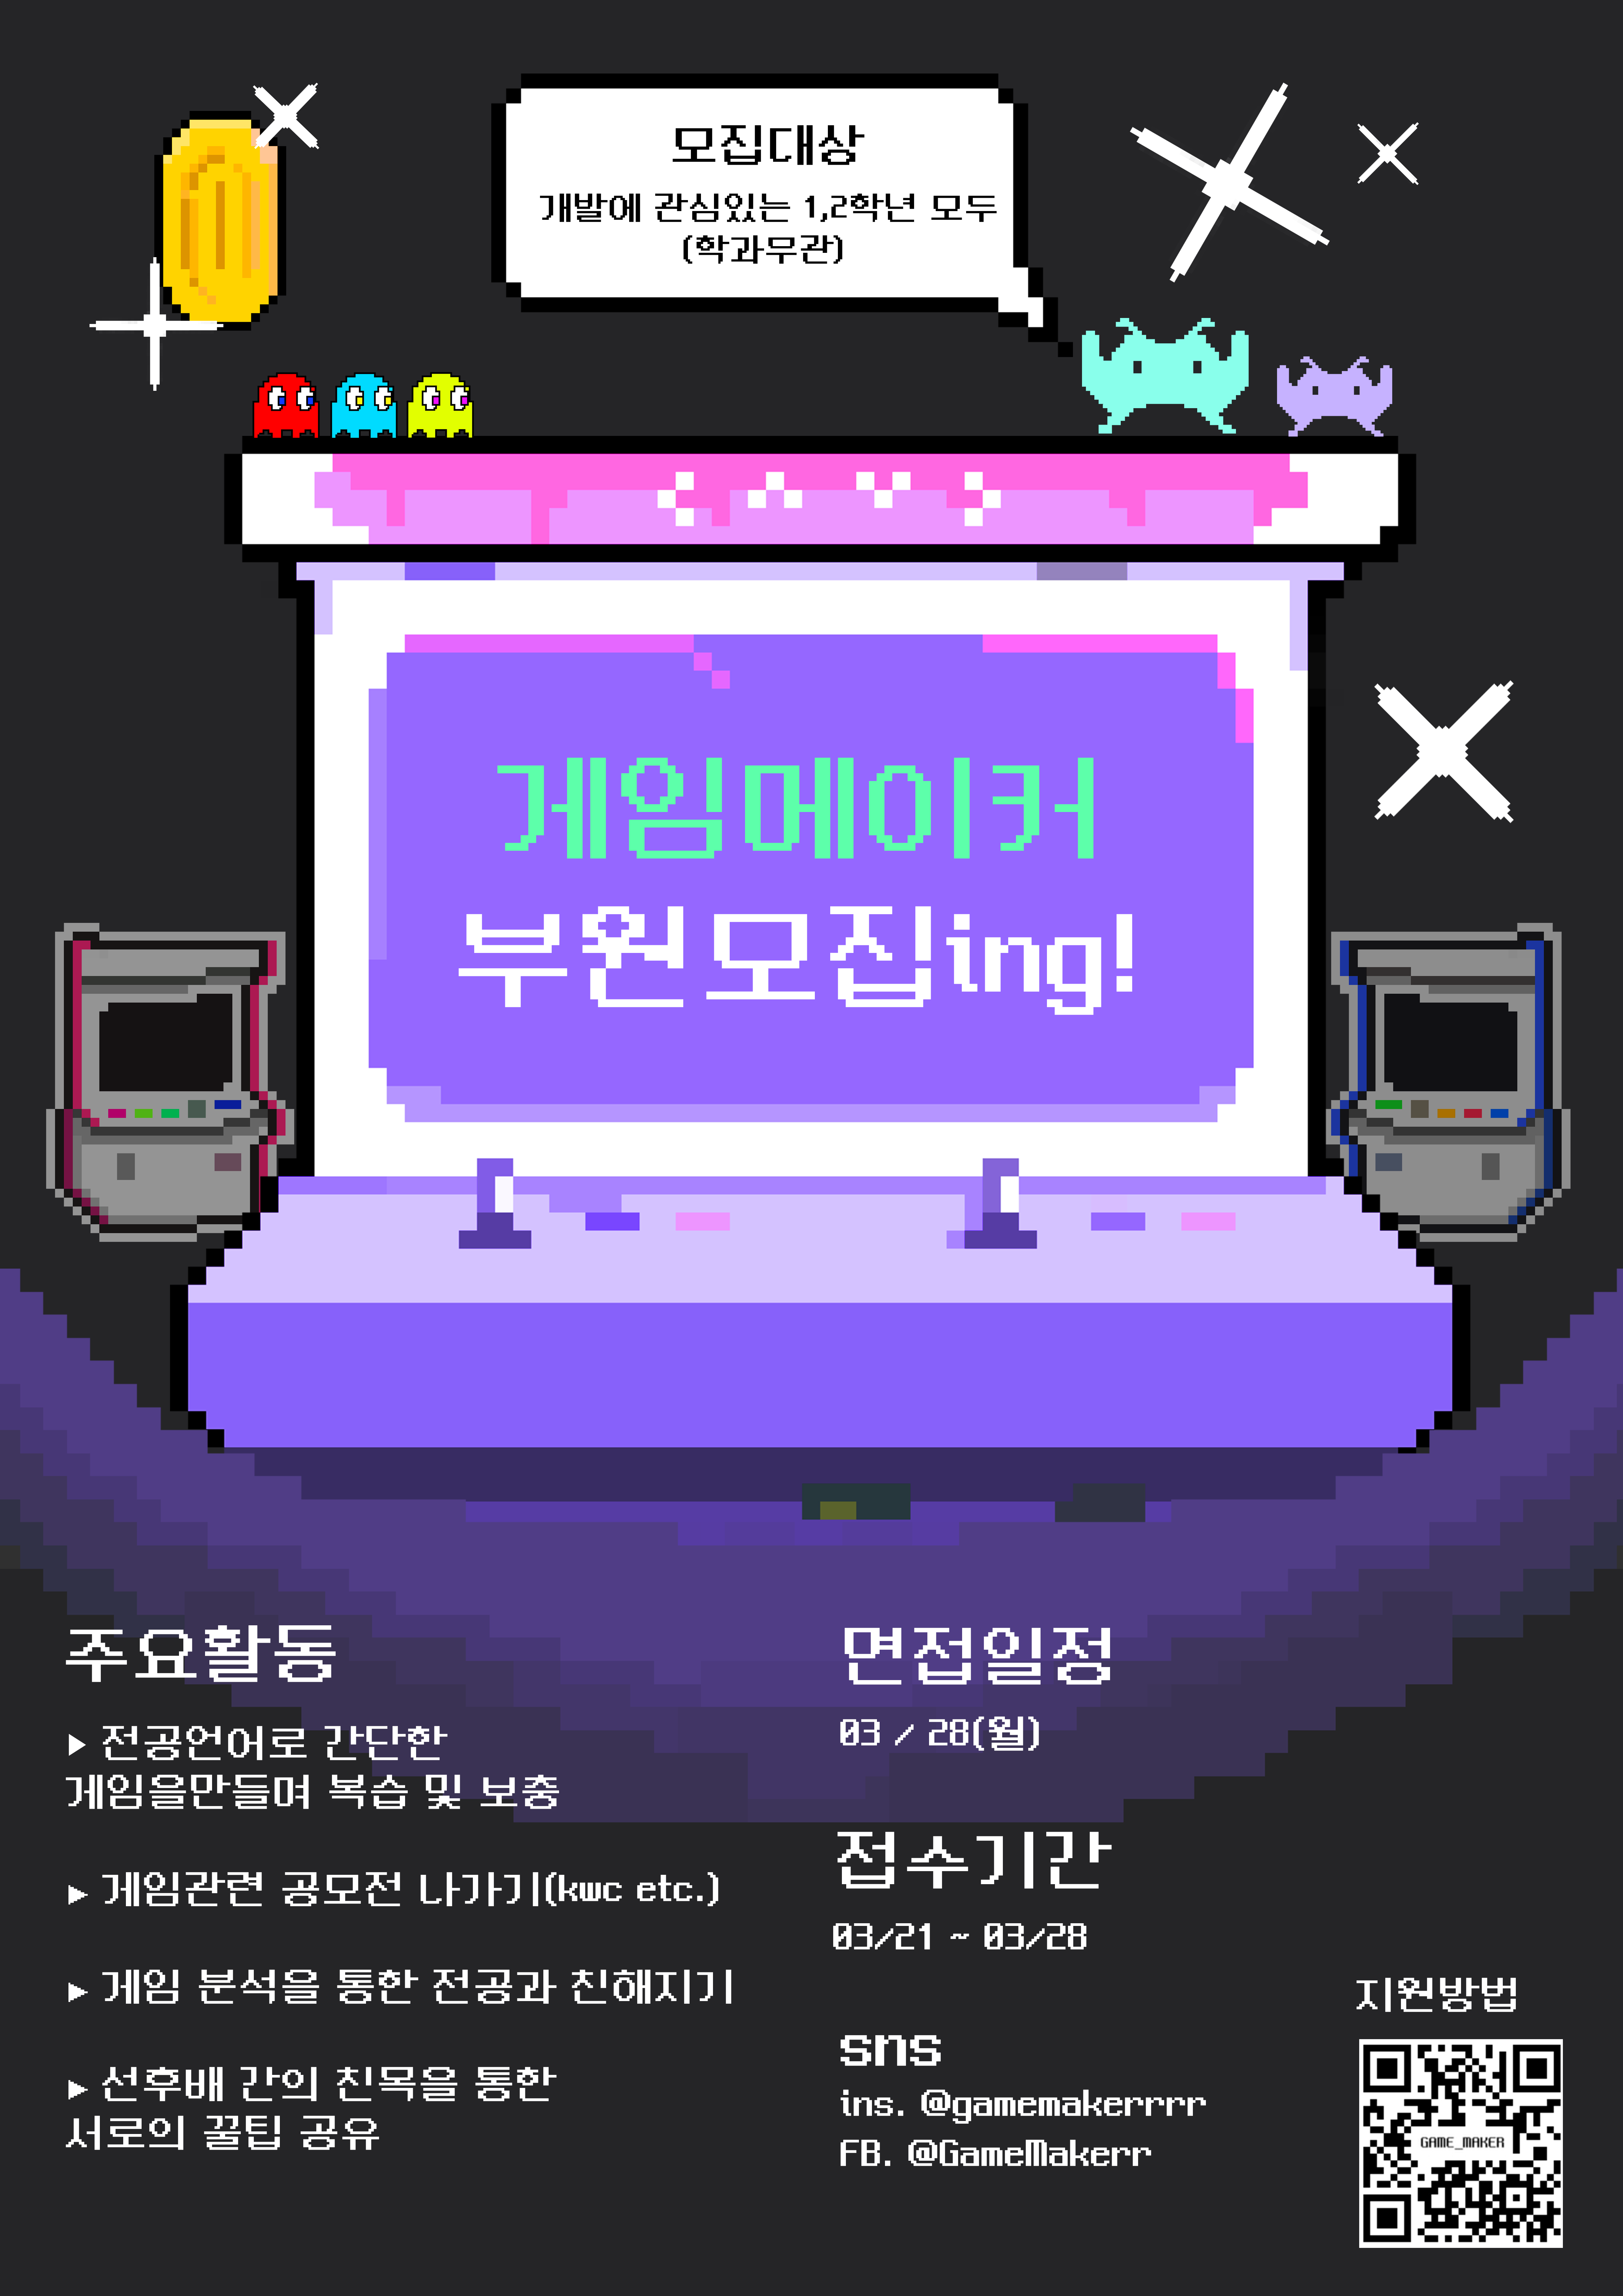 모집대상
개발에 관심있는 1,2학년 모두
(학과무관)
게임메이커
부원모집ing!
주요활동
▶ 전공언어로 간단한
게임을만들며 복습 및 보충
▶ 게임관련 공모전 나가기(kwc etc.)
▶ 게임 분석을 통한 전공과 친해지기
▶ 선후배 간의 친목을 통한
서로의 꿀팁 공유
면접일정
03 / 28(월)
접수기간
03/21 ~ 03/28
sns
ins. @gamemakerrrr
FB. @GameMakerr
지원방법
GAME_MAKER